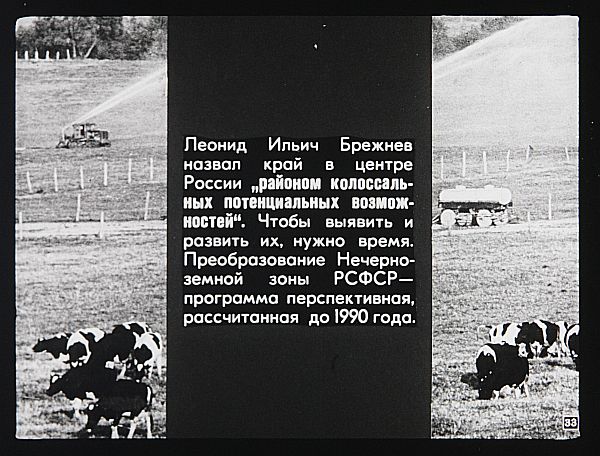 Леонид Ильич Брежнев
назвал край в центре
России „районом колоссаль-
ных потенциальных возмож-
ностей“. Чтобы выявить и
развить их, нужно время.
Преобразование Нечерно-
земной зоны РСФСР—
программа перспективная,
рассчитанная до 1990 года.
33